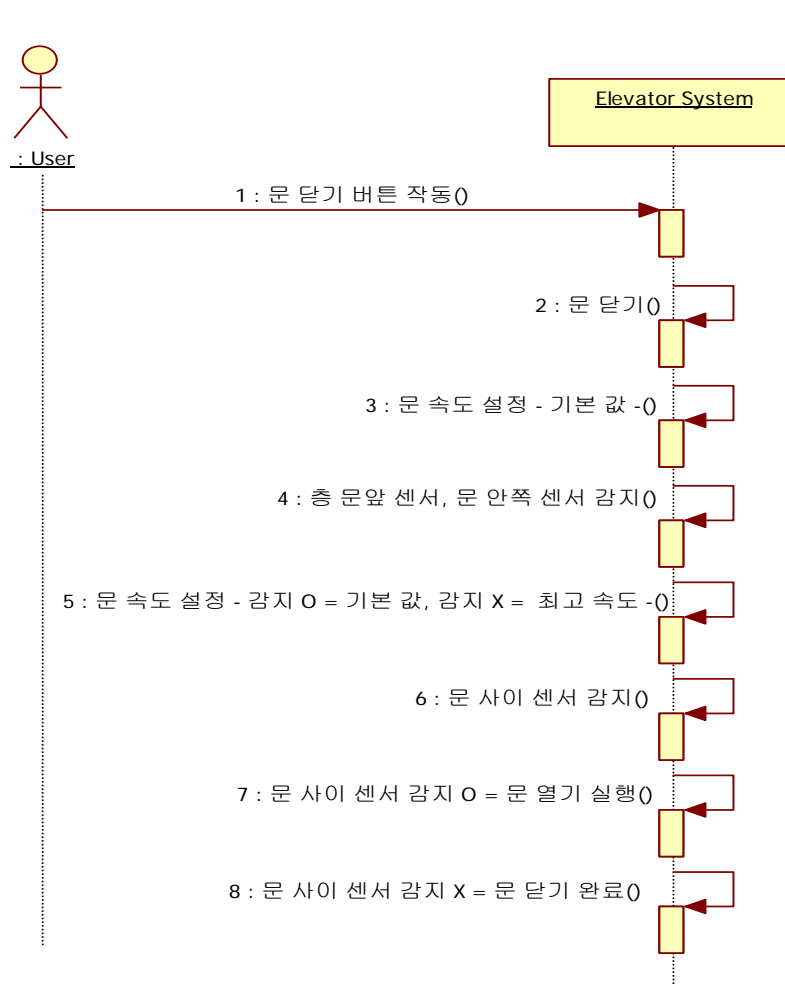 Elevator System
: User
1 : 문 닫기 버튼 작동()
2 : 문 닫기()
3 : 문 속도 설정 - 기본 값 -()
4 : 층 문앞 센서, 문 안쪽 센서 감지()
5 : 문 속도 설정 - 감지 O = 기본 값, 감지 X = 최고 속도 -()
6 : 문 사이 센서 감지()
7 : 문 사이 센서 감지 O = 문 열기 실행()
8 : 문 사이 센서 감지 X = 문 닫기 완료()